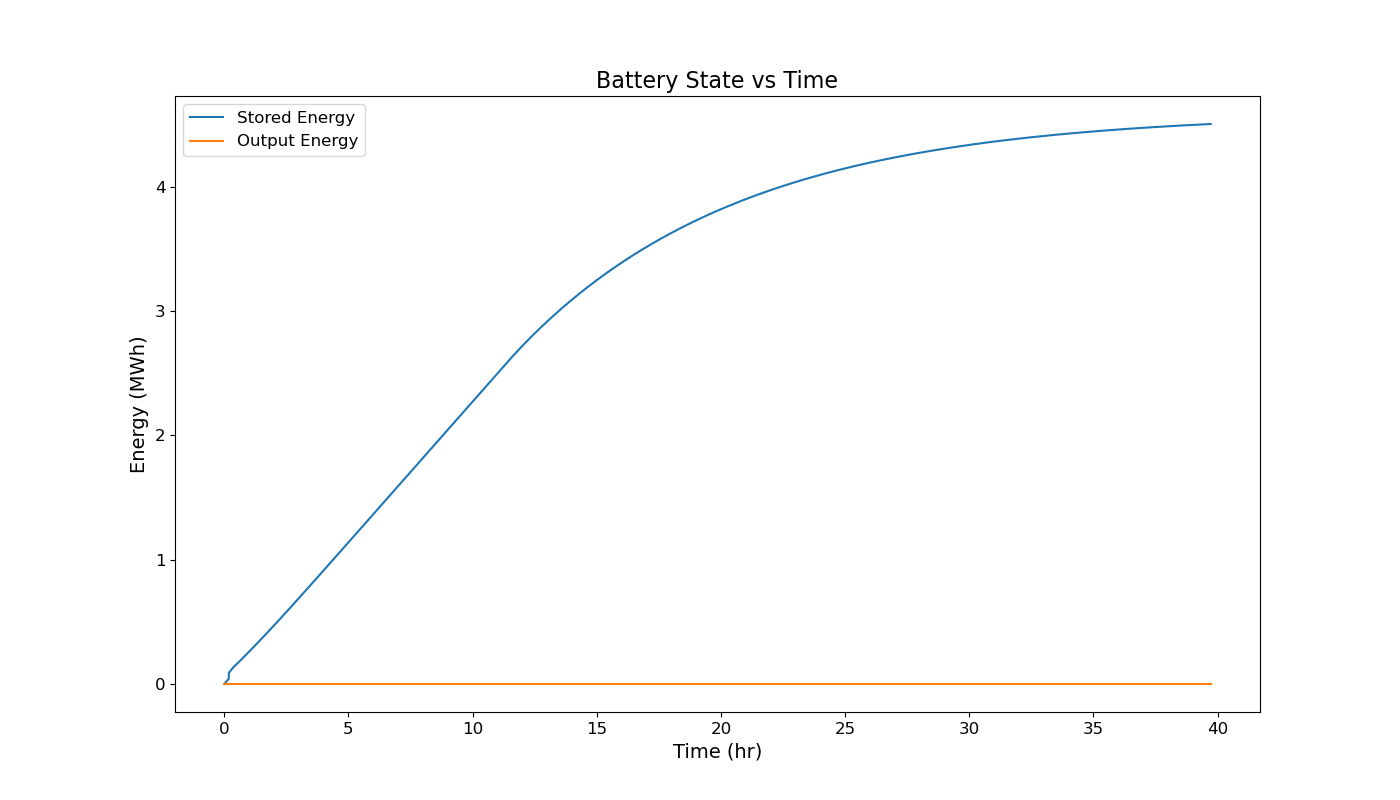 Battery State vs Time
Stored Energy
Output Energy
Energy (MWh)
4
3
2
1
0
0 5 10 15 20 25 30 35 40
Time (hr)